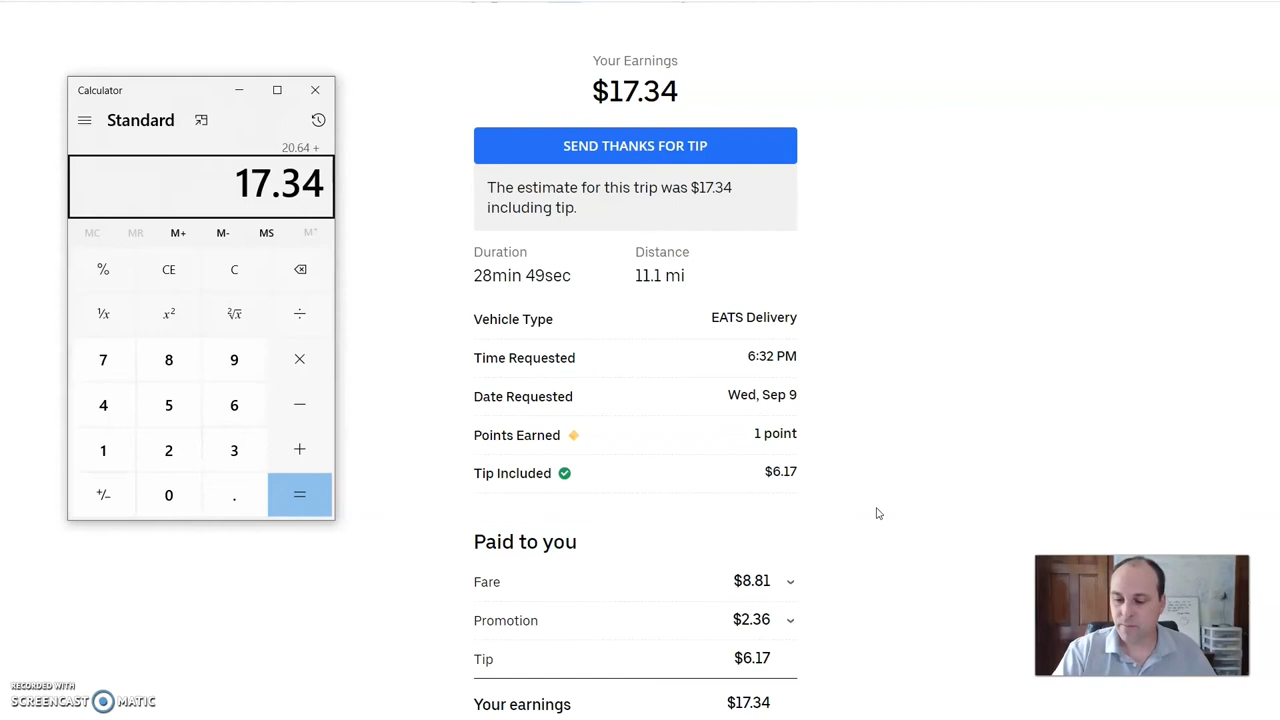 Calculator
Standard
20.64 +
17.34
MC MR M+ M- MS
% CE C
¹/x x² ²√x ÷
7 8 9 ×
4 5 6 −
1 2 3 +
+/− 0 . =
Your Earnings
$17.34
SEND THANKS FOR TIP
The estimate for this trip was $17.34
including tip.
Duration Distance
28min 49sec 11.1 mi
Vehicle Type EATS Delivery
Time Requested 6:32 PM
Date Requested Wed, Sep 9
Points Earned 1 point
Tip Included $6.17
Paid to you
Fare $8.81
Promotion $2.36
Tip $6.17
Your earnings $17.34
RECORDED WITH
SCREENCAST MATIC